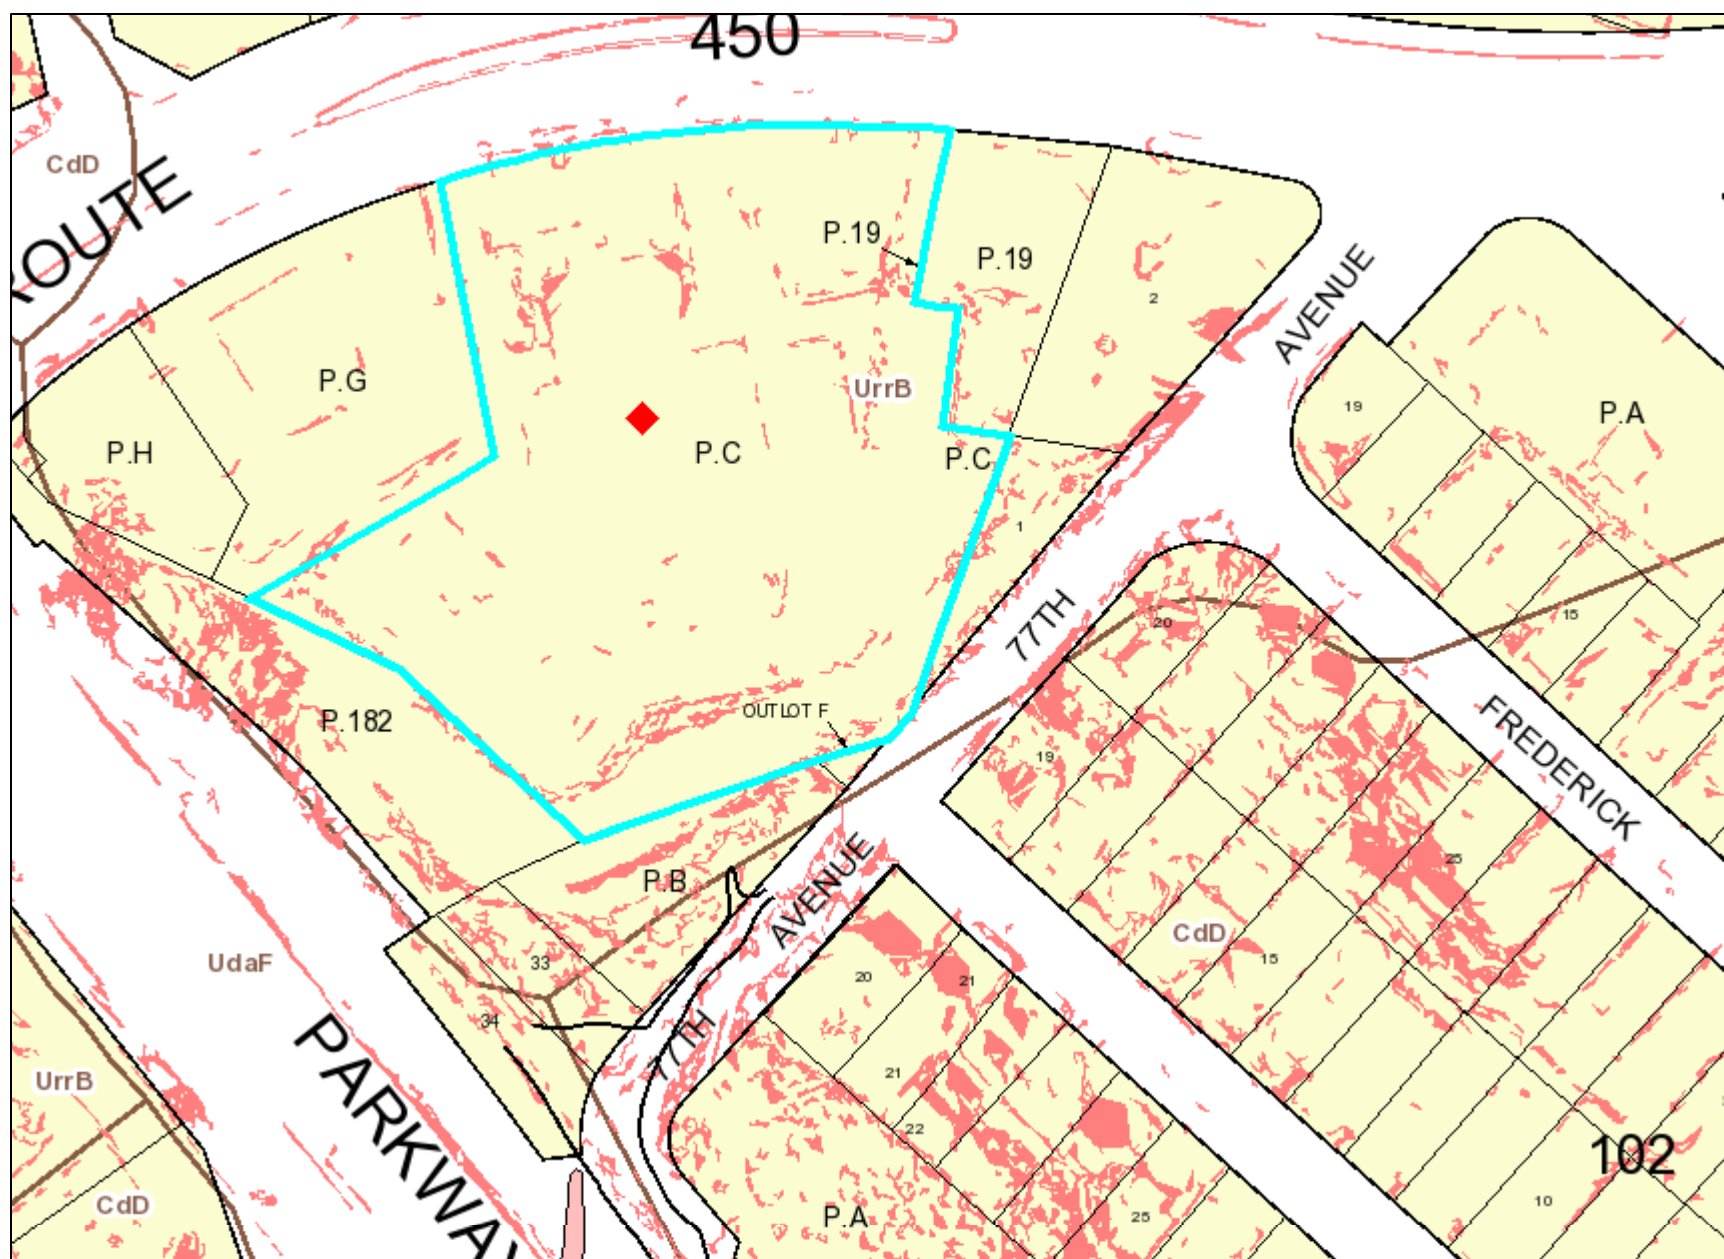 450
CdD
ROUTE
P.19
P.19
2
AVENUE
P.G
UrrB
19
P.A
P.H
P.C
P.C
1
77TH
20
15
P.182
OUTLOT F
FREDERICK
19
25
P.B
AVENUE
CdD
15
UdaF
33
20
21
34
77TH
PARKWAY
21
UrrB
22
102
CdD
P.A
25
10